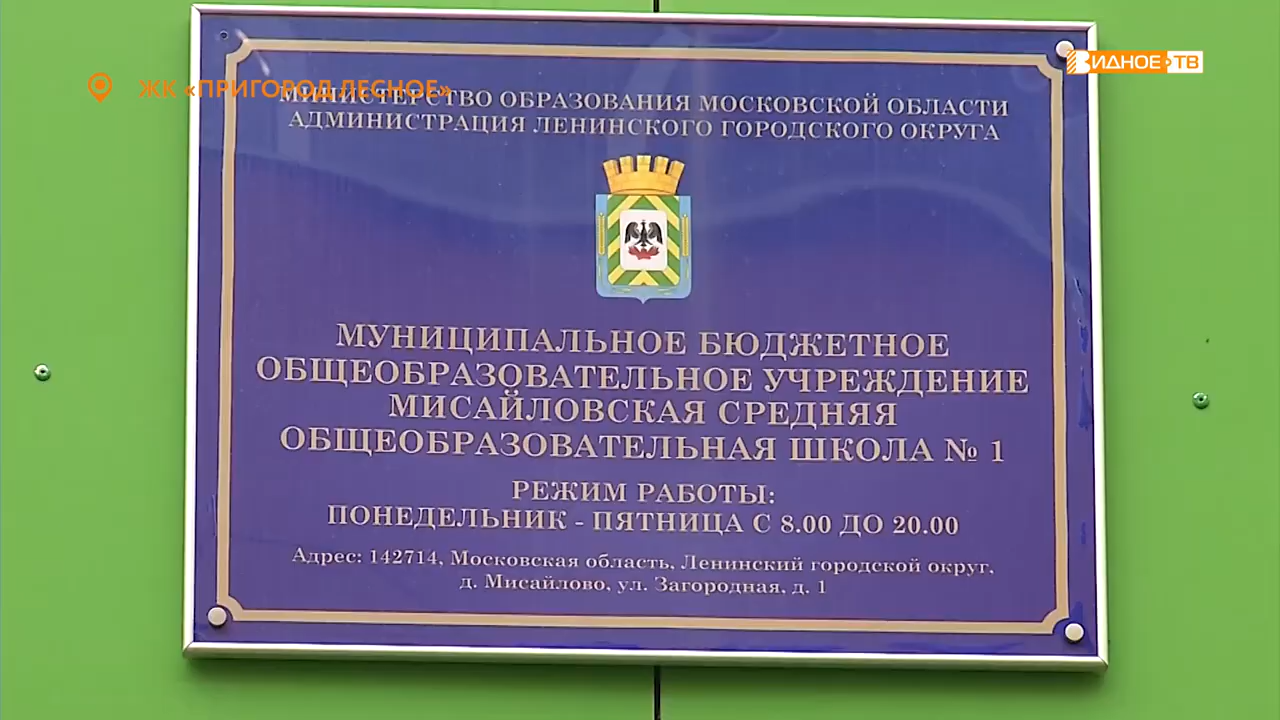 ЖК «ПРИГОРОД ЛЕСНОЕ»
ВИДНОЕ ТВ
МИНИСТЕРСТВО ОБРАЗОВАНИЯ МОСКОВСКОЙ ОБЛАСТИ
АДМИНИСТРАЦИЯ ЛЕНИНСКОГО ГОРОДСКОГО ОКРУГА
МУНИЦИПАЛЬНОЕ БЮДЖЕТНОЕ
ОБЩЕОБРАЗОВАТЕЛЬНОЕ УЧРЕЖДЕНИЕ
МИСАЙЛОВСКАЯ СРЕДНЯЯ
ОБЩЕОБРАЗОВАТЕЛЬНАЯ ШКОЛА № 1
РЕЖИМ РАБОТЫ:
ПОНЕДЕЛЬНИК - ПЯТНИЦА С 8.00 ДО 20.00
Адрес: 142714, Московская область, Ленинский городской округ,
д. Мисайлово, ул. Загородная, д. 1